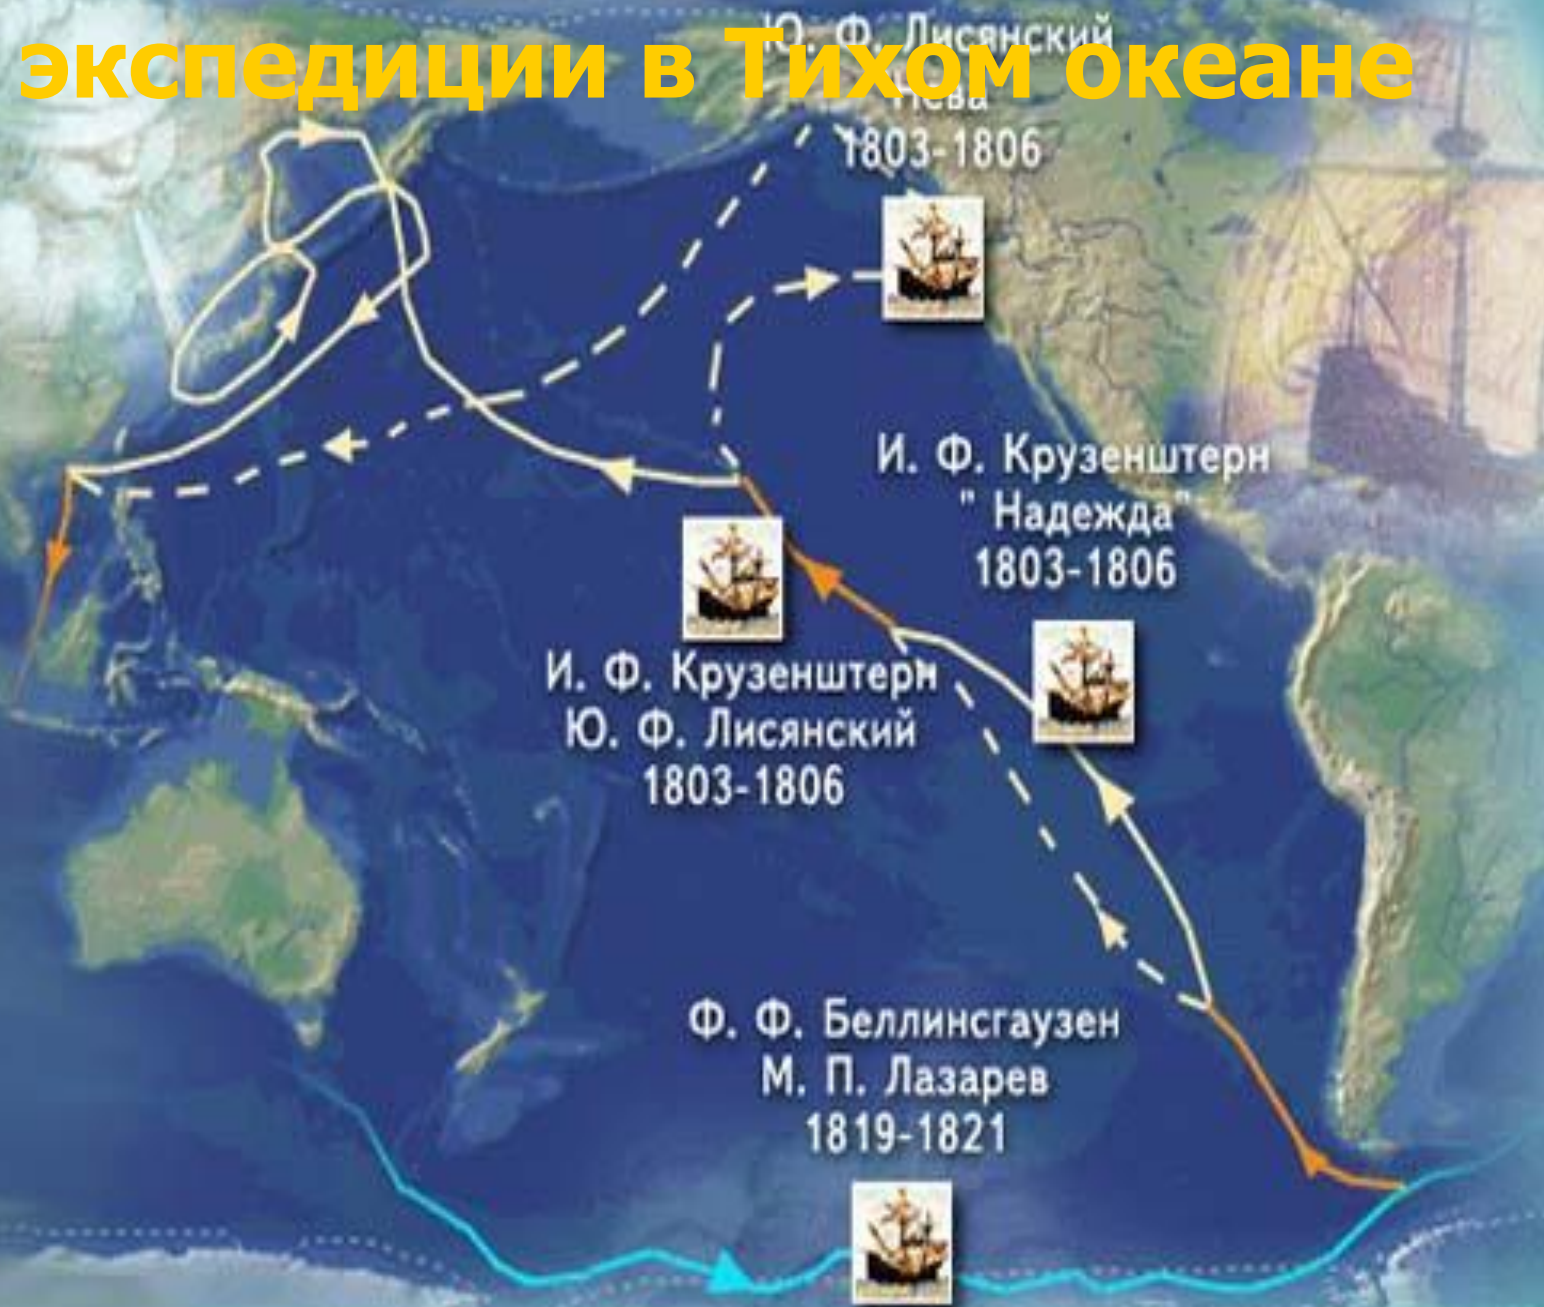 экспедиции в Тихом океане
Ю. Ф. Лисянский
Нева
1803-1806
И. Ф. Крузенштерн
" Надежда"
1803-1806
И. Ф. Крузенштерн
Ю. Ф. Лисянский
1803-1806
Ф. Ф. Беллинсгаузен
М. П. Лазарев
1819-1821